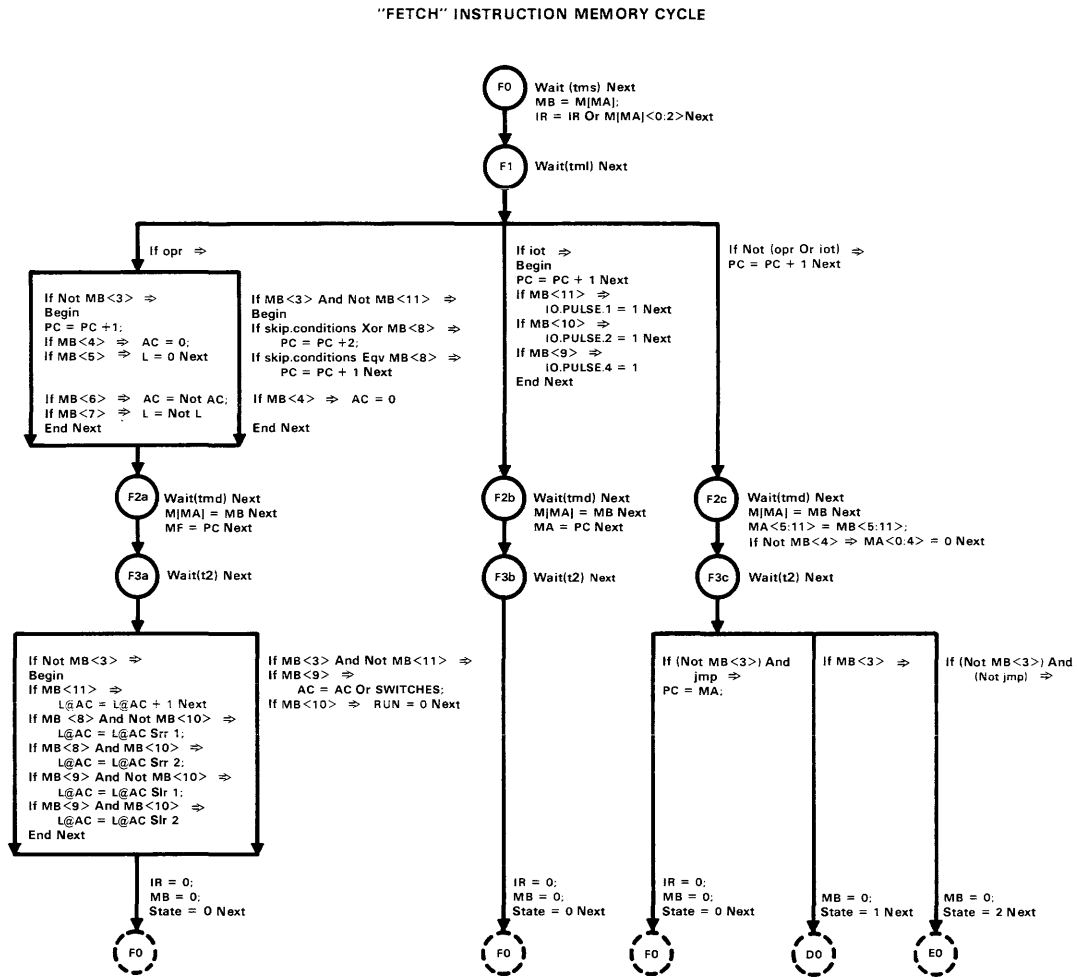 "FETCH" INSTRUCTION MEMORY CYCLE
F0
Wait (tms) Next
MB = M[MA];
IR = IR Or M[MA]<0:2>Next
F1
Wait(tml) Next
If opr ⇒
If Not MB<3> ⇒
Begin
PC = PC +1;
If MB<4> ⇒ AC = 0;
If MB<5> ⇒ L = 0 Next
If MB<6> ⇒ AC = Not AC;
If MB<7> ⇒ L = Not L
End Next
If MB<3> And Not MB<11> ⇒
Begin
If skip.conditions Xor MB<8> ⇒
PC = PC +2;
If skip.conditions Eqv MB<8> ⇒
PC = PC + 1 Next
If MB<4> ⇒ AC = 0
End Next
If iot ⇒
Begin
PC = PC + 1 Next
If MB<11> ⇒
IO.PULSE.1 = 1 Next
If MB<10> ⇒
IO.PULSE.2 = 1 Next
If MB<9> ⇒
IO.PULSE.4 = 1
End Next
If Not (opr Or iot) ⇒
PC = PC + 1 Next
F2a
Wait(tmd) Next
M[MA] = MB Next
MF = PC Next
F2b
Wait(tmd) Next
M[MA] = MB Next
MA = PC Next
F2c
Wait(tmd) Next
M[MA] = MB Next
MA<5:11> = MB<5:11>;
If Not MB<4> ⇒ MA<0:4> = 0 Next
F3a
Wait(t2) Next
F3b
Wait(t2) Next
F3c
Wait(t2) Next
If Not MB<3> ⇒
Begin
If MB<11> ⇒
L@AC = L@AC + 1 Next
If MB <8> And Not MB<10> ⇒
L@AC = L@AC Srr 1;
If MB<8> And MB<10> ⇒
L@AC = L@AC Srr 2;
If MB<9> And Not MB<10> ⇒
L@AC = L@AC Slr 1;
If MB<9> And MB<10> ⇒
L@AC = L@AC Slr 2
End Next
If MB<3> And Not MB<11> ⇒
If MB<9> ⇒
AC = AC Or SWITCHES;
If MB<10> ⇒ RUN = 0 Next
If (Not MB<3>) And
jmp ⇒
PC = MA;
If MB<3> ⇒
If (Not MB<3>) And
(Not jmp) ⇒
IR = 0;
MB = 0;
State = 0 Next
IR = 0;
MB = 0;
State = 0 Next
IR = 0;
MB = 0;
State = 0 Next
MB = 0;
State = 1 Next
MB = 0;
State = 2 Next
F0
F0
F0
D0
E0